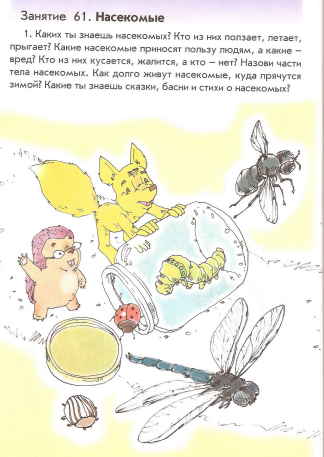 Занятие 61. Насекомые
1. Каких ты знаешь насекомых? Кто из них ползает, летает,
прыгает? Какие насекомые приносят пользу людям, а какие –
вред? Кто из них кусается, жалится, а кто – нет? Назови части
тела насекомых. Как долго живут насекомые, куда прячутся
зимой? Какие ты знаешь сказки, басни и стихи о насекомых?